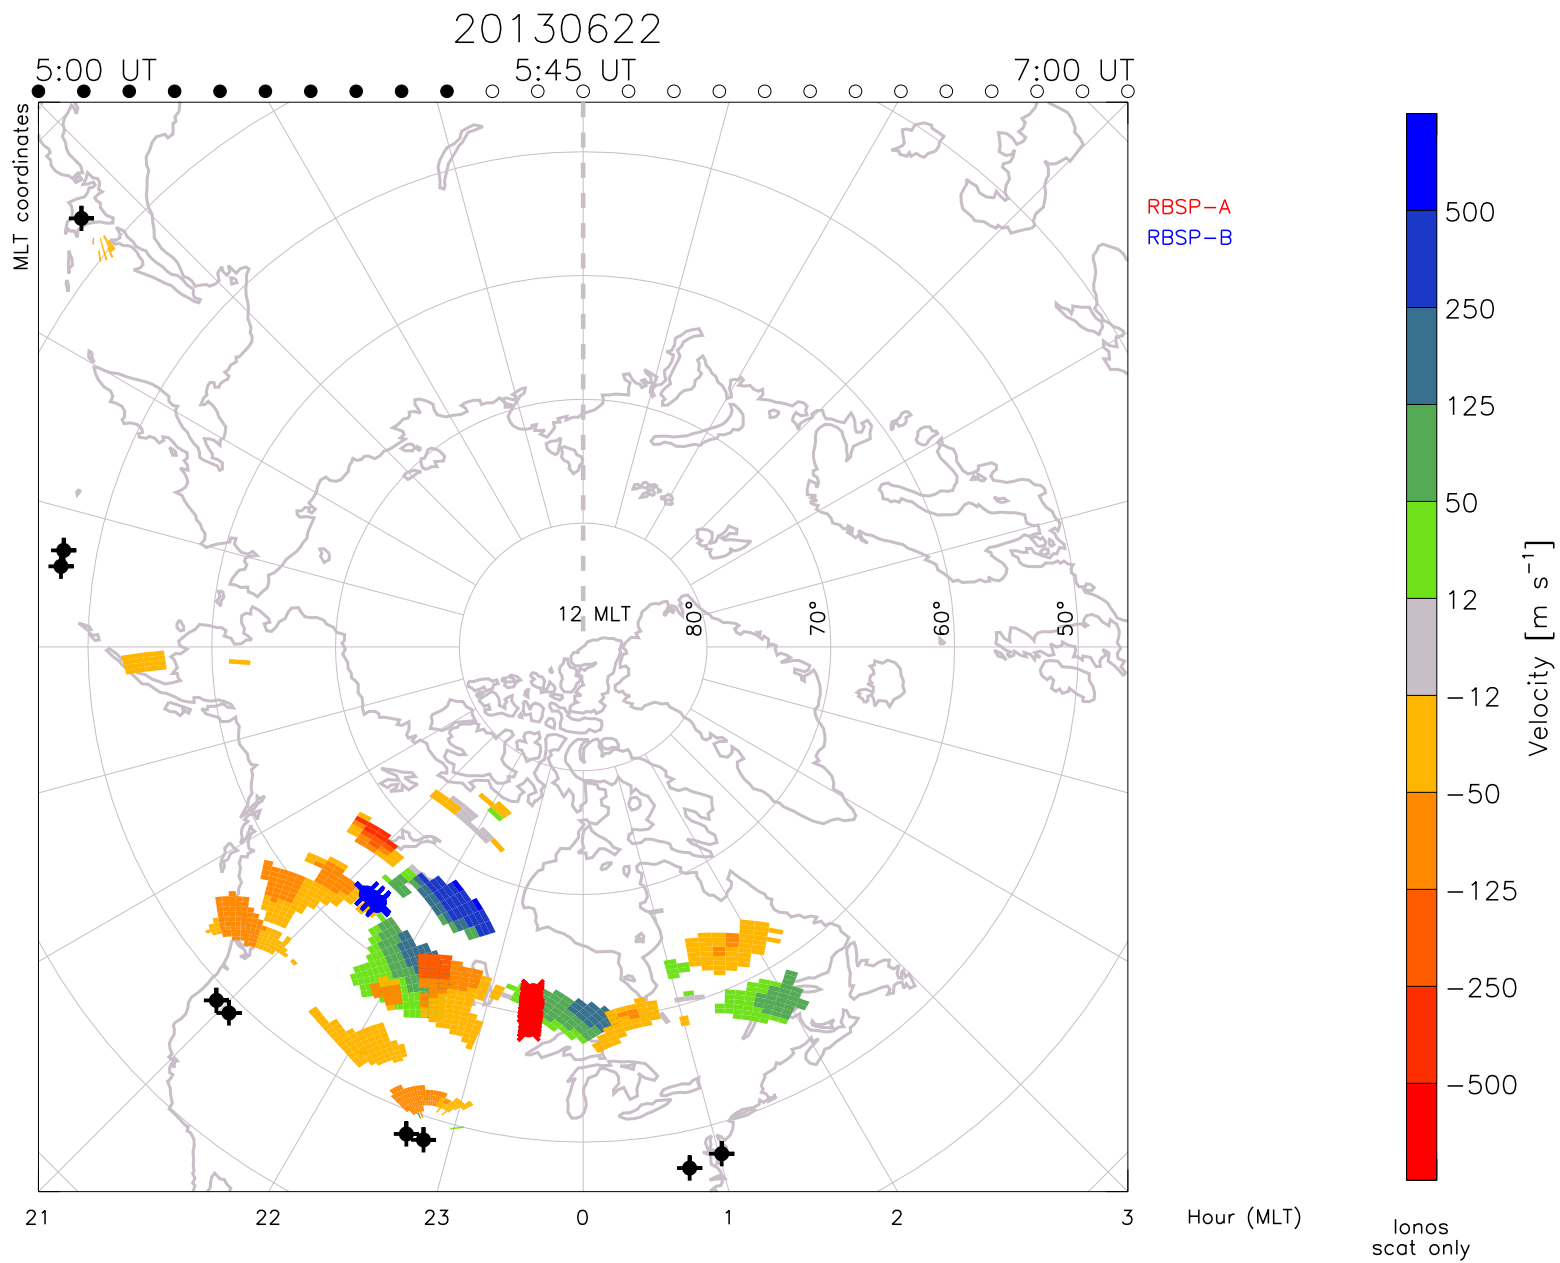 20130622
5:00 UT
5:45 UT
7:00 UT
MLT coordinates
RBSP-A
RBSP-B
12 MLT
80°
70°
60°
50°
500
250
125
50
12
-12
-50
-125
-250
-500
Velocity [m s⁻¹]
21
22
23
0
1
2
3
Hour (MLT)
Ionos
scat only